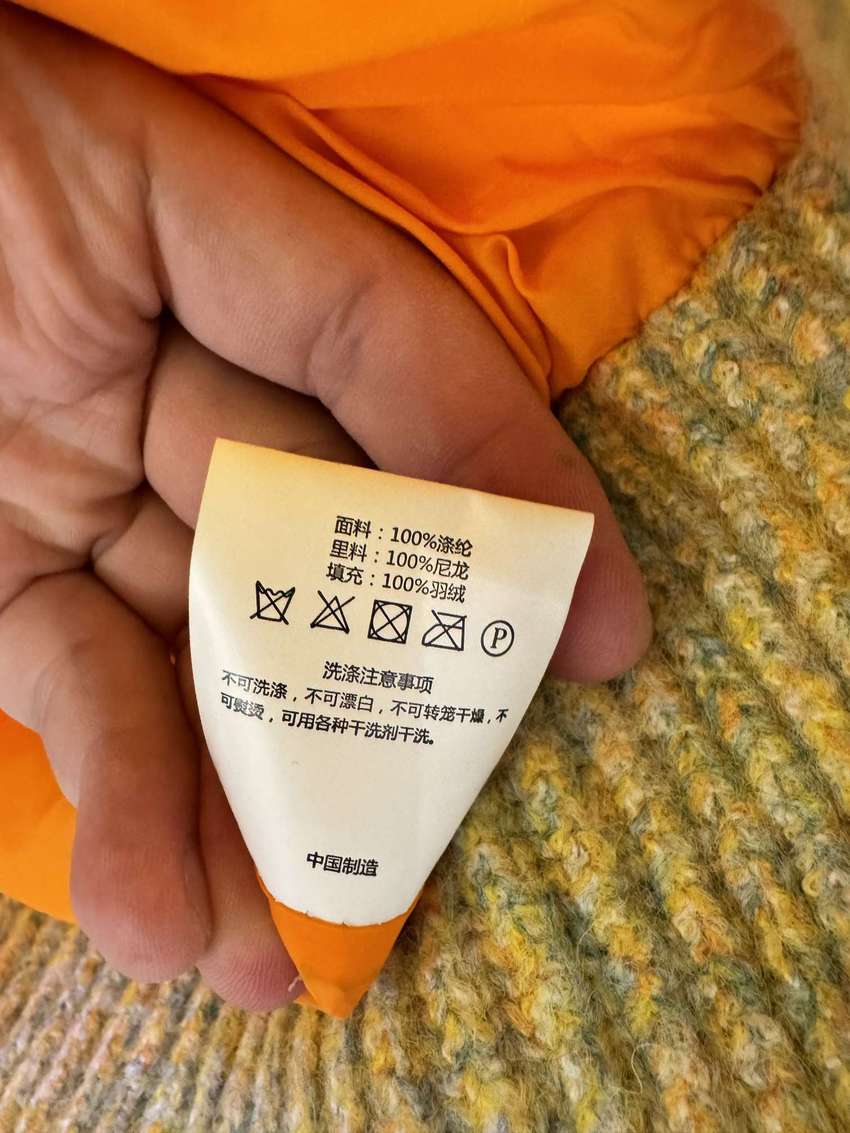 面料：100%涤纶
里料：100%尼龙
填充：100%羽绒
P
洗涤注意事项
不可洗涤，不可漂白，不可转笼干燥，不
可熨烫，可用各种干洗剂干洗。
中国制造